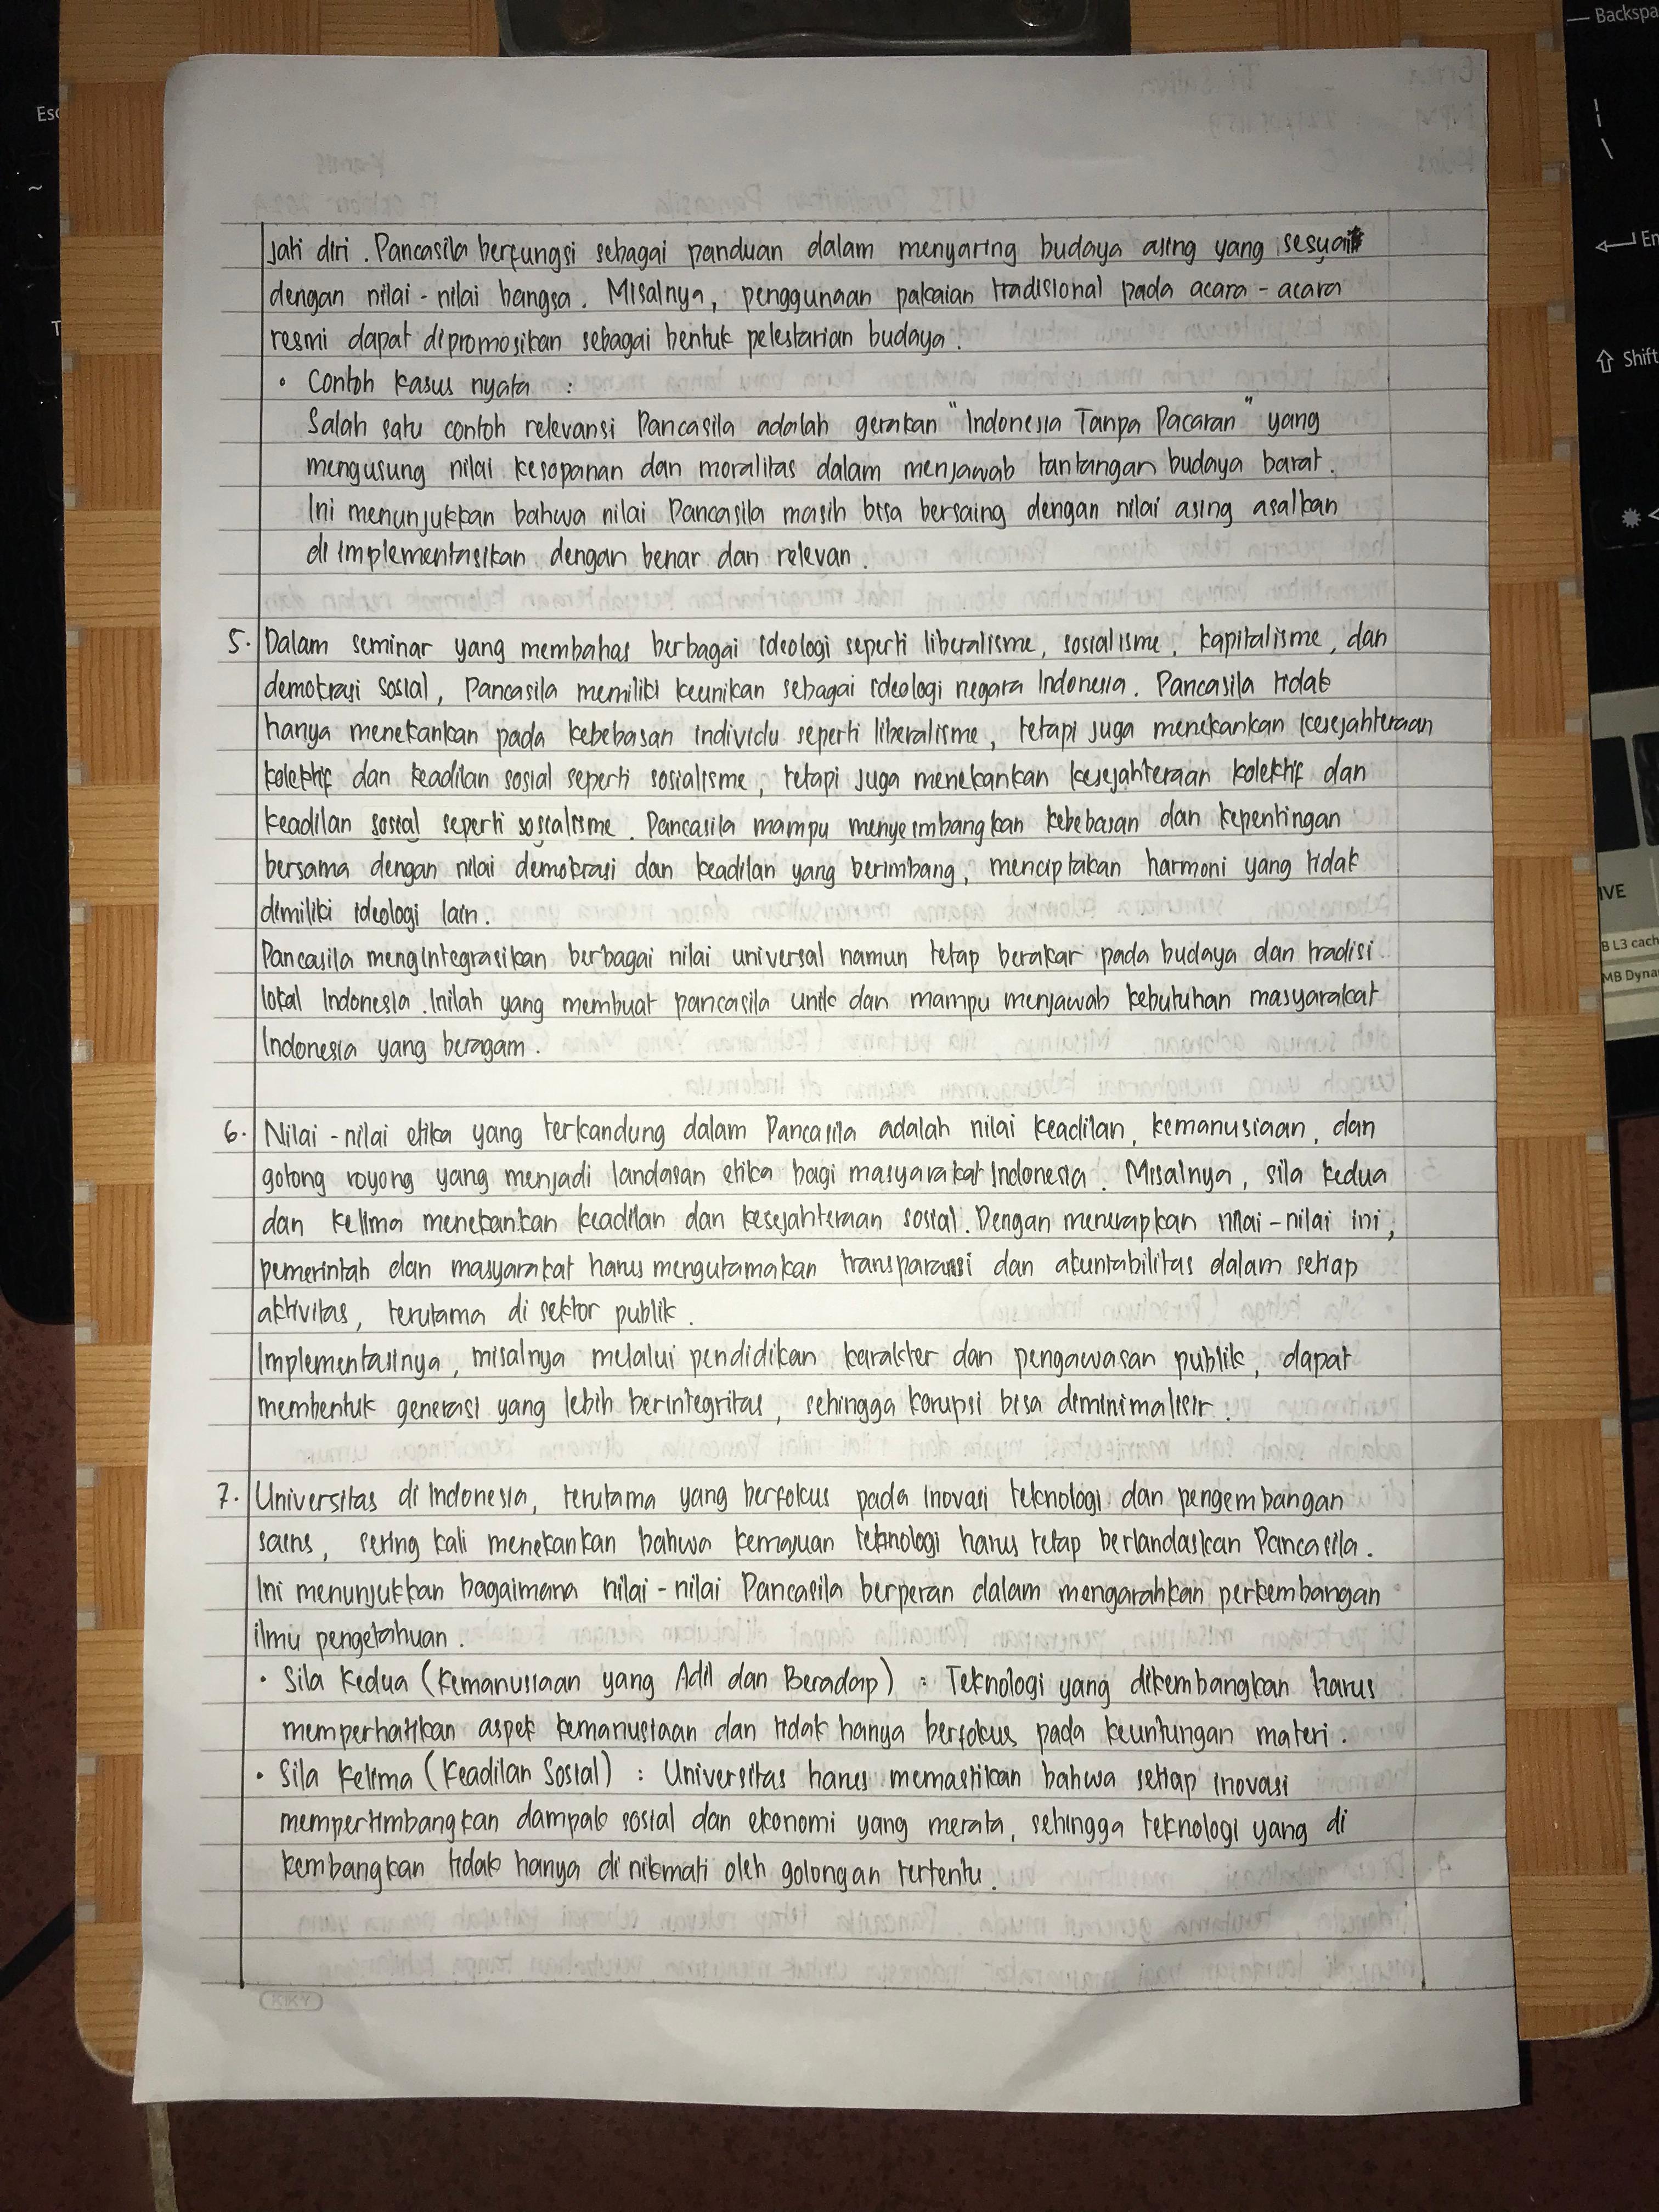 jati diri. Pancasila berfungsi sebagai panduan dalam menyaring budaya asing yang sesuai
dengan nilai-nilai bangsa. Misalnya, penggunaan pakaian tradisional pada acara-acara
resmi dapat dipromosikan sebagai bentuk pelestarian budaya.
• Contoh kasus nyata :
Salah satu contoh relevansi Pancasila adalah gerakan "Indonesia Tanpa Pacaran" yang
mengusung nilai kesopanan dan moralitas dalam menjawab tantangan budaya barat.
Ini menunjukkan bahwa nilai Pancasila masih bisa bersaing dengan nilai asing asalkan
di implementasikan dengan benar dan relevan.
5. Dalam seminar yang membahas berbagai ideologi seperti liberalisme, sosialisme, kapitalisme, dan
demokrasi sosial, Pancasila memiliki keunikan sebagai ideologi negara Indonesia. Pancasila tidak
hanya menekankan pada kebebasan individu seperti liberalisme, tetapi juga menekankan kesejahteraan
kolektif dan keadilan sosial seperti sosialisme, tetapi juga menekankan kesejahteraan kolektif dan
keadilan sosial seperti sosialisme. Pancasila mampu menyeimbangkan kebebasan dan kepentingan
bersama dengan nilai demokrasi dan keadilan yang berimbang, menciptakan harmoni yang tidak
dimiliki ideologi lain.
Pancasila mengintegrasikan berbagai nilai universal namun tetap berakar pada budaya dan tradisi
lokal Indonesia. Inilah yang membuat pancasila unik dan mampu menjawab kebutuhan masyarakat
Indonesia yang beragam.
6. Nilai-nilai etika yang terkandung dalam Pancasila adalah nilai keadilan, kemanusiaan, dan
gotong royong yang menjadi landasan etika bagi masyarakat Indonesia. Misalnya, sila kedua
dan kelima menekankan keadilan dan kesejahteraan sosial. Dengan menerapkan nilai-nilai ini,
pemerintah dan masyarakat harus mengutamakan transparansi dan akuntabilitas dalam setiap
aktivitas, terutama di sektor publik.
Implementasinya, misalnya melalui pendidikan karakter dan pengawasan publik, dapat
membentuk generasi yang lebih berintegritas, sehingga korupsi bisa diminimalisir.
7. Universitas di Indonesia, terutama yang berfokus pada inovasi teknologi dan pengembangan
sains, sering kali menekankan bahwa kemajuan teknologi harus tetap berlandaskan Pancasila.
Ini menunjukkan bagaimana nilai-nilai Pancasila berperan dalam mengarahkan perkembangan
ilmu pengetahuan.
• Sila Kedua (Kemanusiaan yang Adil dan Beradap) : Teknologi yang dikembangkan harus
memperhatikan aspek kemanusiaan dan tidak hanya berfokus pada keuntungan materi.
• Sila Kelima (Keadilan Sosial) : Universitas harus memastikan bahwa setiap inovasi
mempertimbangkan dampak sosial dan ekonomi yang merata, sehingga teknologi yang di
kembangkan tidak hanya di nikmati oleh golongan tertentu.
KIKY
Esc
~
Backspa
En
Shift
IVE
B L3 cach
MB Dyna